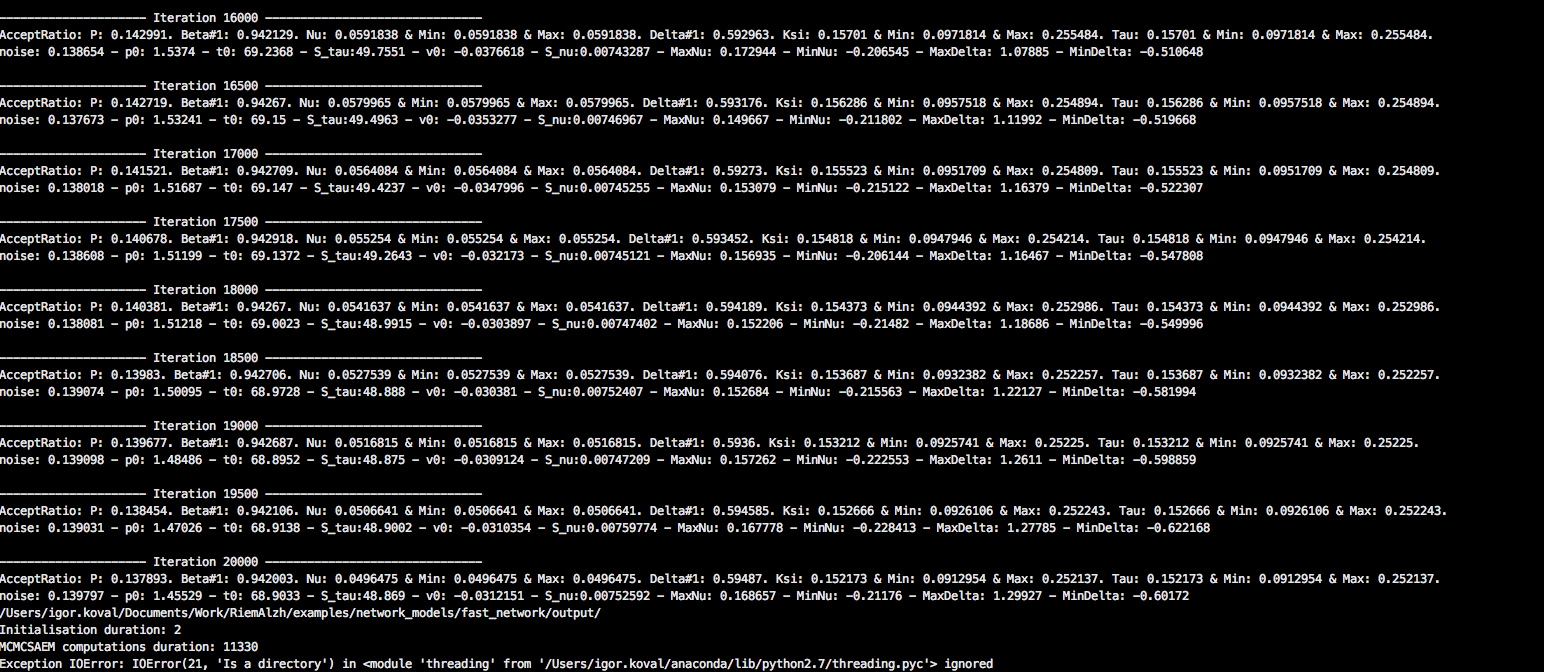 ——————————————————— Iteration 16000 ———————————————————————————————
AcceptRatio: P: 0.142991. Beta#1: 0.942129. Nu: 0.0591838 & Min: 0.0591838 & Max: 0.0591838. Delta#1: 0.592963. Ksi: 0.15701 & Min: 0.0971814 & Max: 0.255484. Tau: 0.15701 & Min: 0.0971814 & Max: 0.255484.
noise: 0.138654 - p0: 1.5374 - t0: 69.2368 - S_tau:49.7551 - v0: -0.0376618 - S_nu:0.00743287 - MaxNu: 0.172944 - MinNu: -0.206545 - MaxDelta: 1.07885 - MinDelta: -0.510648
——————————————————— Iteration 16500 ———————————————————————————————
AcceptRatio: P: 0.142719. Beta#1: 0.94267. Nu: 0.0579965 & Min: 0.0579965 & Max: 0.0579965. Delta#1: 0.593176. Ksi: 0.156286 & Min: 0.0957518 & Max: 0.254894. Tau: 0.156286 & Min: 0.0957518 & Max: 0.254894.
noise: 0.137673 - p0: 1.53241 - t0: 69.15 - S_tau:49.4963 - v0: -0.0353277 - S_nu:0.00746967 - MaxNu: 0.149667 - MinNu: -0.211802 - MaxDelta: 1.11992 - MinDelta: -0.519668
——————————————————— Iteration 17000 ———————————————————————————————
AcceptRatio: P: 0.141521. Beta#1: 0.942709. Nu: 0.0564084 & Min: 0.0564084 & Max: 0.0564084. Delta#1: 0.59273. Ksi: 0.155523 & Min: 0.0951709 & Max: 0.254809. Tau: 0.155523 & Min: 0.0951709 & Max: 0.254809.
noise: 0.138018 - p0: 1.51687 - t0: 69.147 - S_tau:49.4237 - v0: -0.0347996 - S_nu:0.00745255 - MaxNu: 0.153079 - MinNu: -0.215122 - MaxDelta: 1.16379 - MinDelta: -0.522307
——————————————————— Iteration 17500 ———————————————————————————————
AcceptRatio: P: 0.140678. Beta#1: 0.942918. Nu: 0.055254 & Min: 0.055254 & Max: 0.055254. Delta#1: 0.593452. Ksi: 0.154818 & Min: 0.0947946 & Max: 0.254214. Tau: 0.154818 & Min: 0.0947946 & Max: 0.254214.
noise: 0.138608 - p0: 1.51199 - t0: 69.1372 - S_tau:49.2643 - v0: -0.032173 - S_nu:0.00745121 - MaxNu: 0.156935 - MinNu: -0.206144 - MaxDelta: 1.16467 - MinDelta: -0.547808
——————————————————— Iteration 18000 ———————————————————————————————
AcceptRatio: P: 0.140381. Beta#1: 0.94267. Nu: 0.0541637 & Min: 0.0541637 & Max: 0.0541637. Delta#1: 0.594189. Ksi: 0.154373 & Min: 0.0944392 & Max: 0.252986. Tau: 0.154373 & Min: 0.0944392 & Max: 0.252986.
noise: 0.138081 - p0: 1.51218 - t0: 69.0023 - S_tau:48.9915 - v0: -0.0303897 - S_nu:0.00747402 - MaxNu: 0.152206 - MinNu: -0.21482 - MaxDelta: 1.18686 - MinDelta: -0.549996
——————————————————— Iteration 18500 ———————————————————————————————
AcceptRatio: P: 0.13983. Beta#1: 0.942706. Nu: 0.0527539 & Min: 0.0527539 & Max: 0.0527539. Delta#1: 0.594076. Ksi: 0.153687 & Min: 0.0932382 & Max: 0.252257. Tau: 0.153687 & Min: 0.0932382 & Max: 0.252257.
noise: 0.139074 - p0: 1.50095 - t0: 68.9728 - S_tau:48.888 - v0: -0.030381 - S_nu:0.00752407 - MaxNu: 0.152684 - MinNu: -0.215563 - MaxDelta: 1.22127 - MinDelta: -0.581994
——————————————————— Iteration 19000 ———————————————————————————————
AcceptRatio: P: 0.139677. Beta#1: 0.942687. Nu: 0.0516815 & Min: 0.0516815 & Max: 0.0516815. Delta#1: 0.5936. Ksi: 0.153212 & Min: 0.0925741 & Max: 0.25225. Tau: 0.153212 & Min: 0.0925741 & Max: 0.25225.
noise: 0.139098 - p0: 1.48486 - t0: 68.8952 - S_tau:48.875 - v0: -0.0309124 - S_nu:0.00747209 - MaxNu: 0.157262 - MinNu: -0.222553 - MaxDelta: 1.2611 - MinDelta: -0.598859
——————————————————— Iteration 19500 ———————————————————————————————
AcceptRatio: P: 0.138454. Beta#1: 0.942106. Nu: 0.0506641 & Min: 0.0506641 & Max: 0.0506641. Delta#1: 0.594585. Ksi: 0.152666 & Min: 0.0926106 & Max: 0.252243. Tau: 0.152666 & Min: 0.0926106 & Max: 0.252243.
noise: 0.139031 - p0: 1.47026 - t0: 68.9138 - S_tau:48.9002 - v0: -0.0310354 - S_nu:0.00759774 - MaxNu: 0.167778 - MinNu: -0.228413 - MaxDelta: 1.27785 - MinDelta: -0.622168
——————————————————— Iteration 20000 ———————————————————————————————
AcceptRatio: P: 0.137893. Beta#1: 0.942003. Nu: 0.0496475 & Min: 0.0496475 & Max: 0.0496475. Delta#1: 0.59487. Ksi: 0.152173 & Min: 0.0912954 & Max: 0.252137. Tau: 0.152173 & Min: 0.0912954 & Max: 0.252137.
noise: 0.139797 - p0: 1.45529 - t0: 68.9033 - S_tau:48.869 - v0: -0.0312151 - S_nu:0.00752592 - MaxNu: 0.168657 - MinNu: -0.21176 - MaxDelta: 1.29927 - MinDelta: -0.60172
/Users/igor.koval/Documents/Work/RiemAlzh/examples/network_models/fast_network/output/
Initialisation duration: 2
MCMCSAEM computations duration: 11330
Exception IOError: IOError(21, 'Is a directory') in <module 'threading' from '/Users/igor.koval/anaconda/lib/python2.7/threading.pyc'> ignored